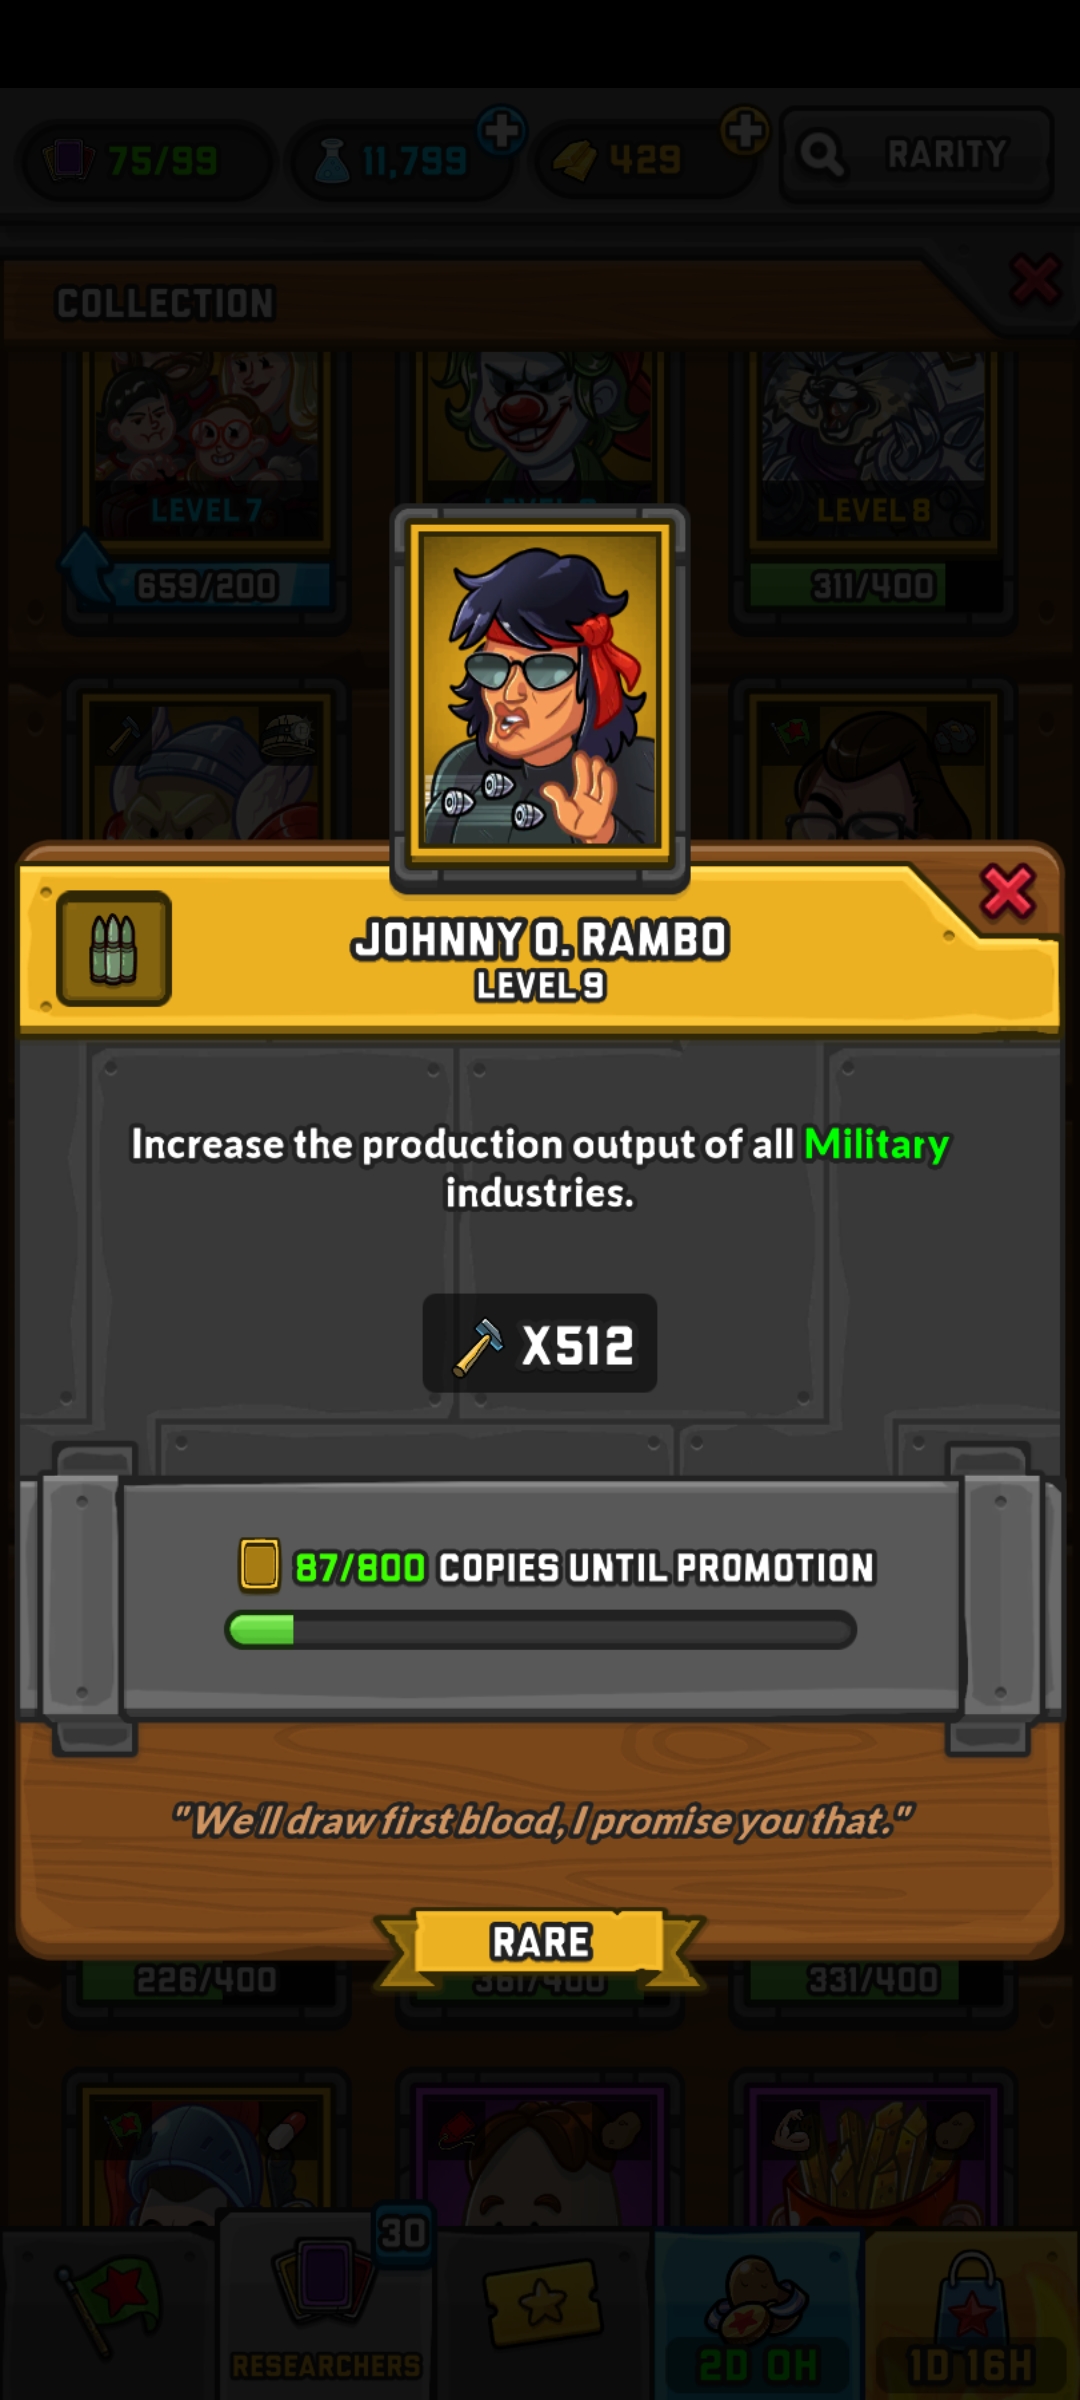 75/99
11,799
429
RARITY
COLLECTION
LEVEL 7
LEVEL 8
659/200
311/400
JOHNNY O. RAMBO
LEVEL 9
Increase the production output of all Military
industries.
X512
87/800 COPIES UNTIL PROMOTION
"We'll draw first blood, I promise you that."
RARE
226/400
361/400
331/400
30
RESEARCHERS
2D 0H
1D 16H